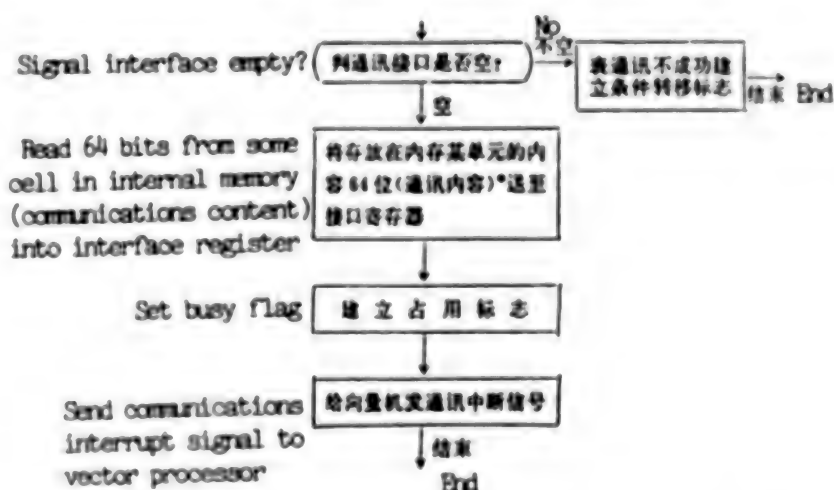 No
不空
Signal interface empty?
判通讯接口是否空?
表通讯不成功建
立条件转移标志
结束 End
空
Read 64 bits from some
cell in internal memory
(communications content)
into interface register
将存放在内存某单元的内
容64位(通讯内容)*送至
接口寄存器
Set busy flag
建立占用标志
Send communications
interrupt signal to
vector processor
给向量机发通讯中断信号
结束
End